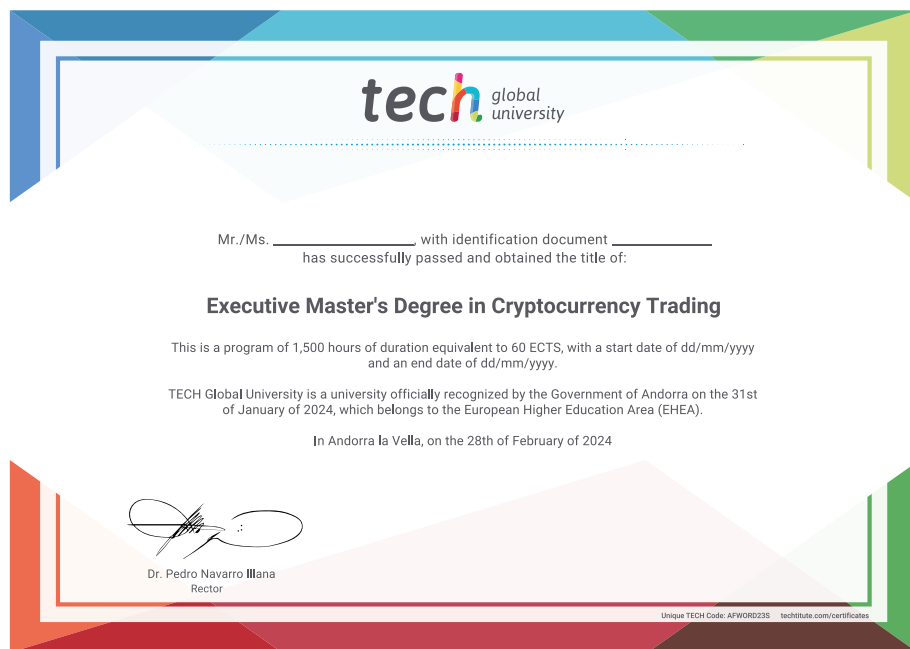 tech global
university
Mr./Ms. ____________, with identification document ____________
has successfully passed and obtained the title of:
Executive Master's Degree in Cryptocurrency Trading
This is a program of 1,500 hours of duration equivalent to 60 ECTS, with a start date of dd/mm/yyyy
and an end date of dd/mm/yyyy.
TECH Global University is a university officially recognized by the Government of Andorra on the 31st
of January of 2024, which belongs to the European Higher Education Area (EHEA).
In Andorra la Vella, on the 28th of February of 2024
Dr. Pedro Navarro Illana
Rector
Unique TECH Code: AFWORD23S techtitute.com/certificates